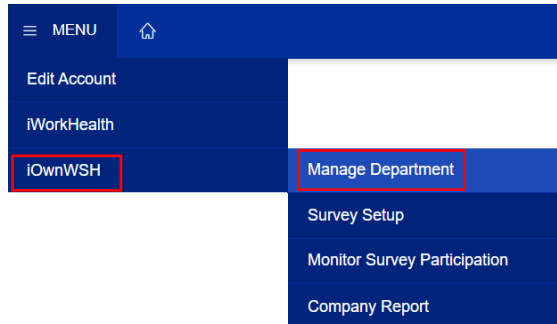 MENU
Edit Account
iWorkHealth
iOwnWSH
Manage Department
Survey Setup
Monitor Survey Participation
Company Report